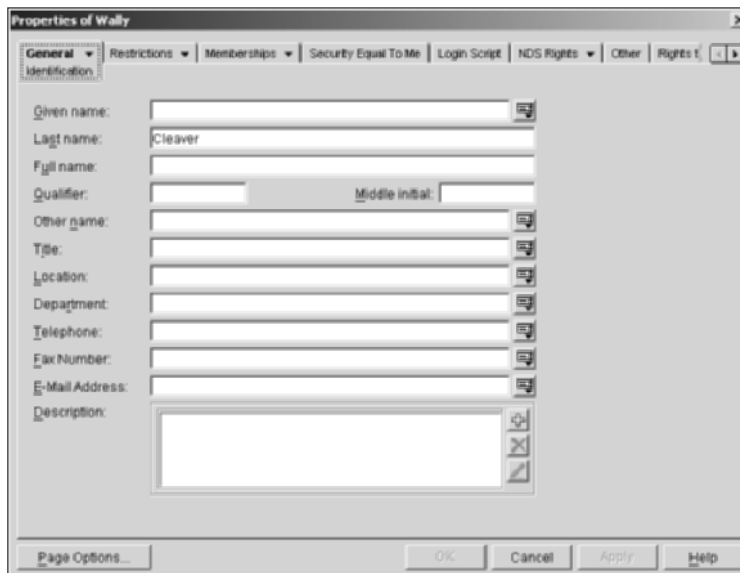 Properties of Wally
General Restrictions Memberships Security Equal To Me Login Script NDS Rights Other Rights t
Identification
Given name:
Last name: Cleaver
Full name:
Qualifier: Middle initial:
Other name:
Title:
Location:
Department:
Telephone:
Fax Number:
E-Mail Address:
Description:
Page Options... OK Cancel Apply Help